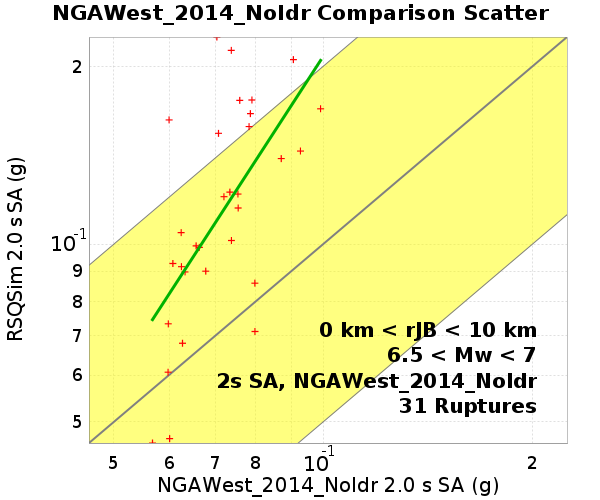 NGAWest_2014_NoIdr Comparison Scatter
2
10-1
9
8
7
6
5
RSQSim 2.0 s SA (g)
0 km < rJB < 10 km
6.5 < Mw < 7
2s SA, NGAWest_2014_NoIdr
31 Ruptures
5 6 7 8 10-1 2
NGAWest_2014_NoIdr 2.0 s SA (g)